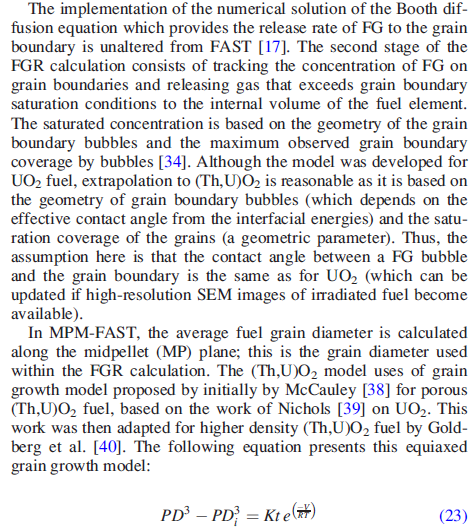 The implementation of the numerical solution of the Booth dif-
fusion equation which provides the release rate of FG to the grain
boundary is unaltered from FAST [17]. The second stage of the
FGR calculation consists of tracking the concentration of FG on
grain boundaries and releasing gas that exceeds grain boundary
saturation conditions to the internal volume of the fuel element.
The saturated concentration is based on the geometry of the grain
boundary bubbles and the maximum observed grain boundary
coverage by bubbles [34]. Although the model was developed for
UO₂ fuel, extrapolation to (Th,U)O₂ is reasonable as it is based on
the geometry of grain boundary bubbles (which depends on the
effective contact angle from the interfacial energies) and the satu-
ration coverage of the grains (a geometric parameter). Thus, the
assumption here is that the contact angle between a FG bubble
and the grain boundary is the same as for UO₂ (which can be
updated if high-resolution SEM images of irradiated fuel become
available).
In MPM-FAST, the average fuel grain diameter is calculated
along the midpellet (MP) plane; this is the grain diameter used
within the FGR calculation. The (Th,U)O₂ model uses of grain
growth model proposed by initially by McCauley [38] for porous
(Th,U)O₂ fuel, based on the work of Nichols [39] on UO₂. This
work was then adapted for higher density (Th,U)O₂ fuel by Gold-
berg et al. [40]. The following equation presents this equiaxed
grain growth model:
PD³ − PDᵢ³ = Kt e^(−V/RT) (23)